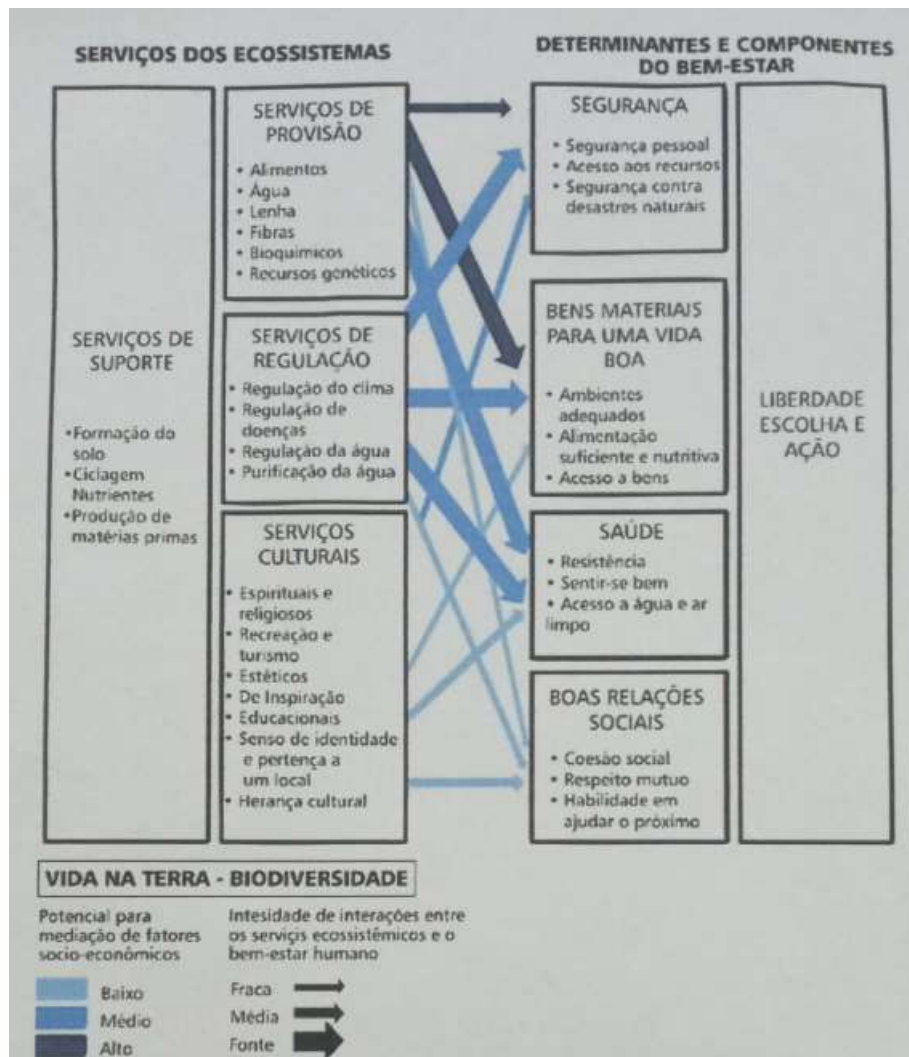 SERVIÇOS DOS ECOSSISTEMAS
SERVIÇOS DE
SUPORTE
•Formação do
solo
•Ciclagem
Nutrientes
•Produção de
matérias primas
SERVIÇOS DE
PROVISÃO
• Alimentos
• Água
• Lenha
• Fibras
• Bioquímicos
• Recursos genéticos
SERVIÇOS DE
REGULAÇÃO
• Regulação do clima
• Regulação de
doenças
• Regulação da água
• Purificação da água
SERVIÇOS
CULTURAIS
• Espirituais e
religiosos
• Recreação e
turismo
• Estéticos
• De Inspiração
• Educacionais
• Senso de identidade
e pertença a
um local
• Herança cultural
DETERMINANTES E COMPONENTES
DO BEM-ESTAR
SEGURANÇA
• Segurança pessoal
• Acesso aos recursos
• Segurança contra
desastres naturais
BENS MATERIAIS
PARA UMA VIDA
BOA
• Ambientes
adequados
• Alimentação
suficiente e nutritiva
• Acesso a bens
SAÚDE
• Resistência
• Sentir-se bem
• Acesso a água e ar
limpo
BOAS RELAÇÕES
SOCIAIS
• Coesão social
• Respeito mutuo
• Habilidade em
ajudar o próximo
LIBERDADE
ESCOLHA E
AÇÃO
VIDA NA TERRA - BIODIVERSIDADE
Potencial para
mediação de fatores
socio-econômicos
Baixo
Médio
Alto
Intesidade de interações entre
os serviçis ecossistêmicos e o
bem-estar humano
Fraca
Média
Fonte